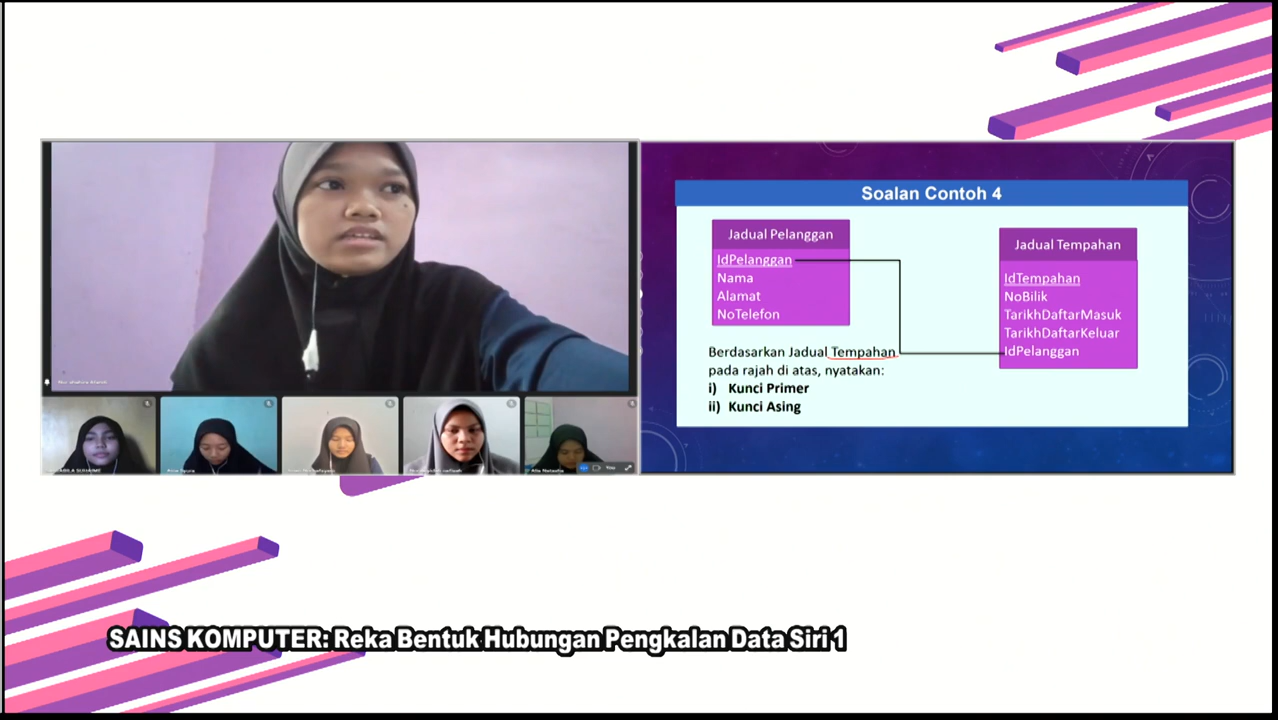 Soalan Contoh 4
Jadual Pelanggan
IdPelanggan
Nama
Alamat
NoTelefon
Jadual Tempahan
IdTempahan
NoBilik
TarikhDaftarMasuk
TarikhDaftarKeluar
IdPelanggan
Berdasarkan Jadual Tempahan
pada rajah di atas, nyatakan:
i) Kunci Primer
ii) Kunci Asing
You
SAINS KOMPUTER: Reka Bentuk Hubungan Pengkalan Data Siri 1